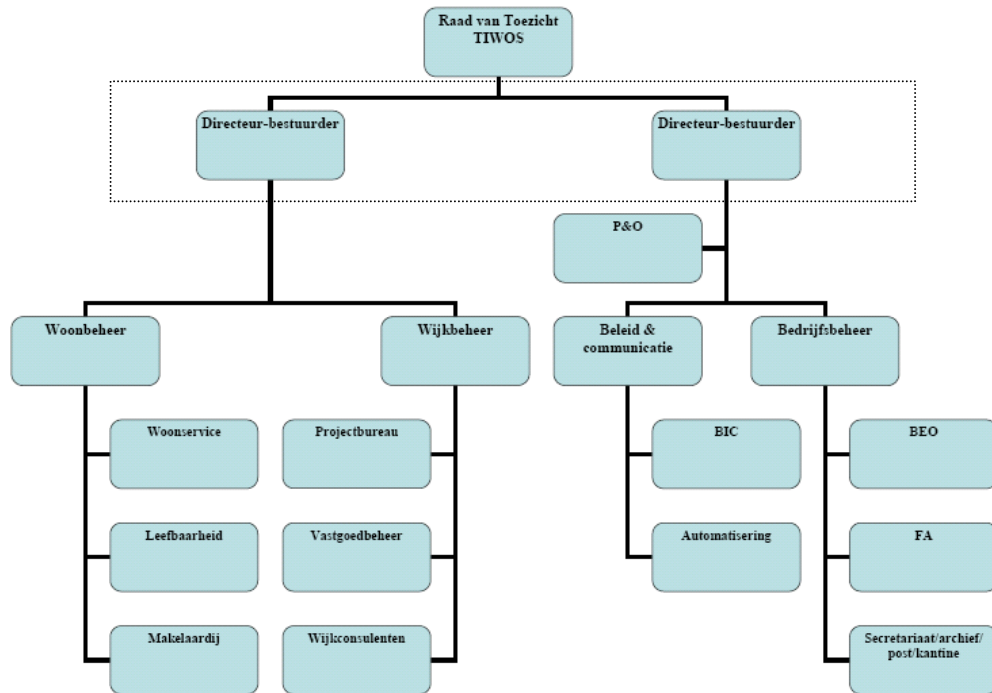 Raad van Toezicht
TIWOS
Directeur-bestuurder
Directeur-bestuurder
P&O
Woonbeheer
Wijkbeheer
Beleid &
communicatie
Bedrijfsbeheer
Woonservice
Projectbureau
BIC
BEO
Leefbaarheid
Vastgoedbeheer
Automatisering
FA
Makelaardij
Wijkconsulenten
Secretariaat/archief/
post/kantine